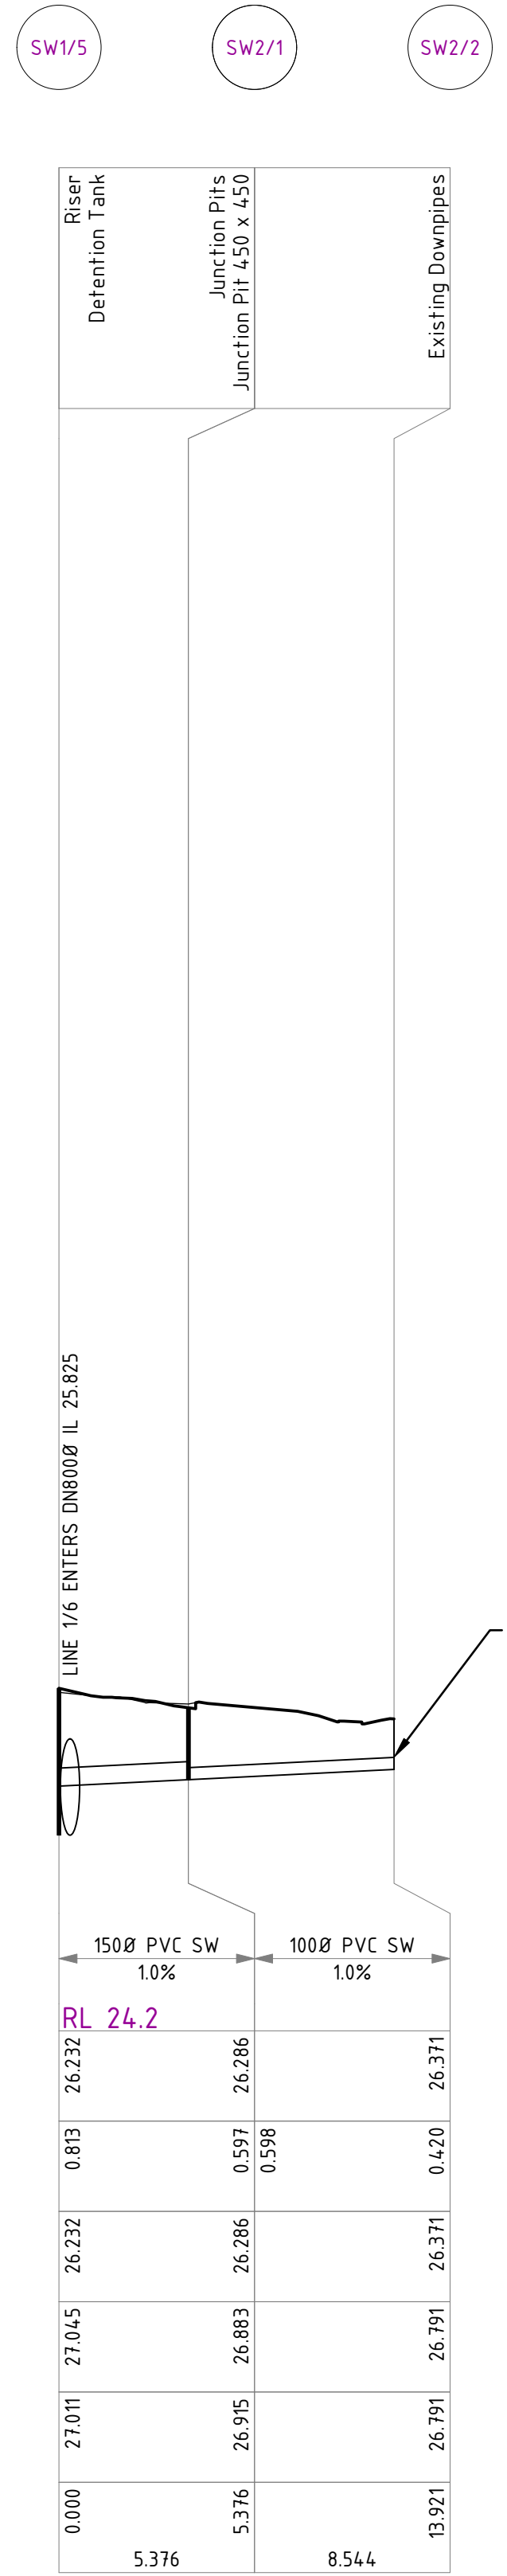 SW1/5
SW2/1
SW2/2
Riser
Detention Tank
Junction Pits
Junction Pit 450 x 450
Existing Downpipes
LINE 1/6 ENTERS DN800Ø IL 25.825
150Ø PVC SW
100Ø PVC SW
1.0%
1.0%
RL 24.2
26.232
26.286
26.371
0.813
0.597
0.598
0.420
26.232
26.286
26.371
27.045
26.883
26.791
27.011
26.915
26.791
0.000
5.376
13.921
5.376
8.544